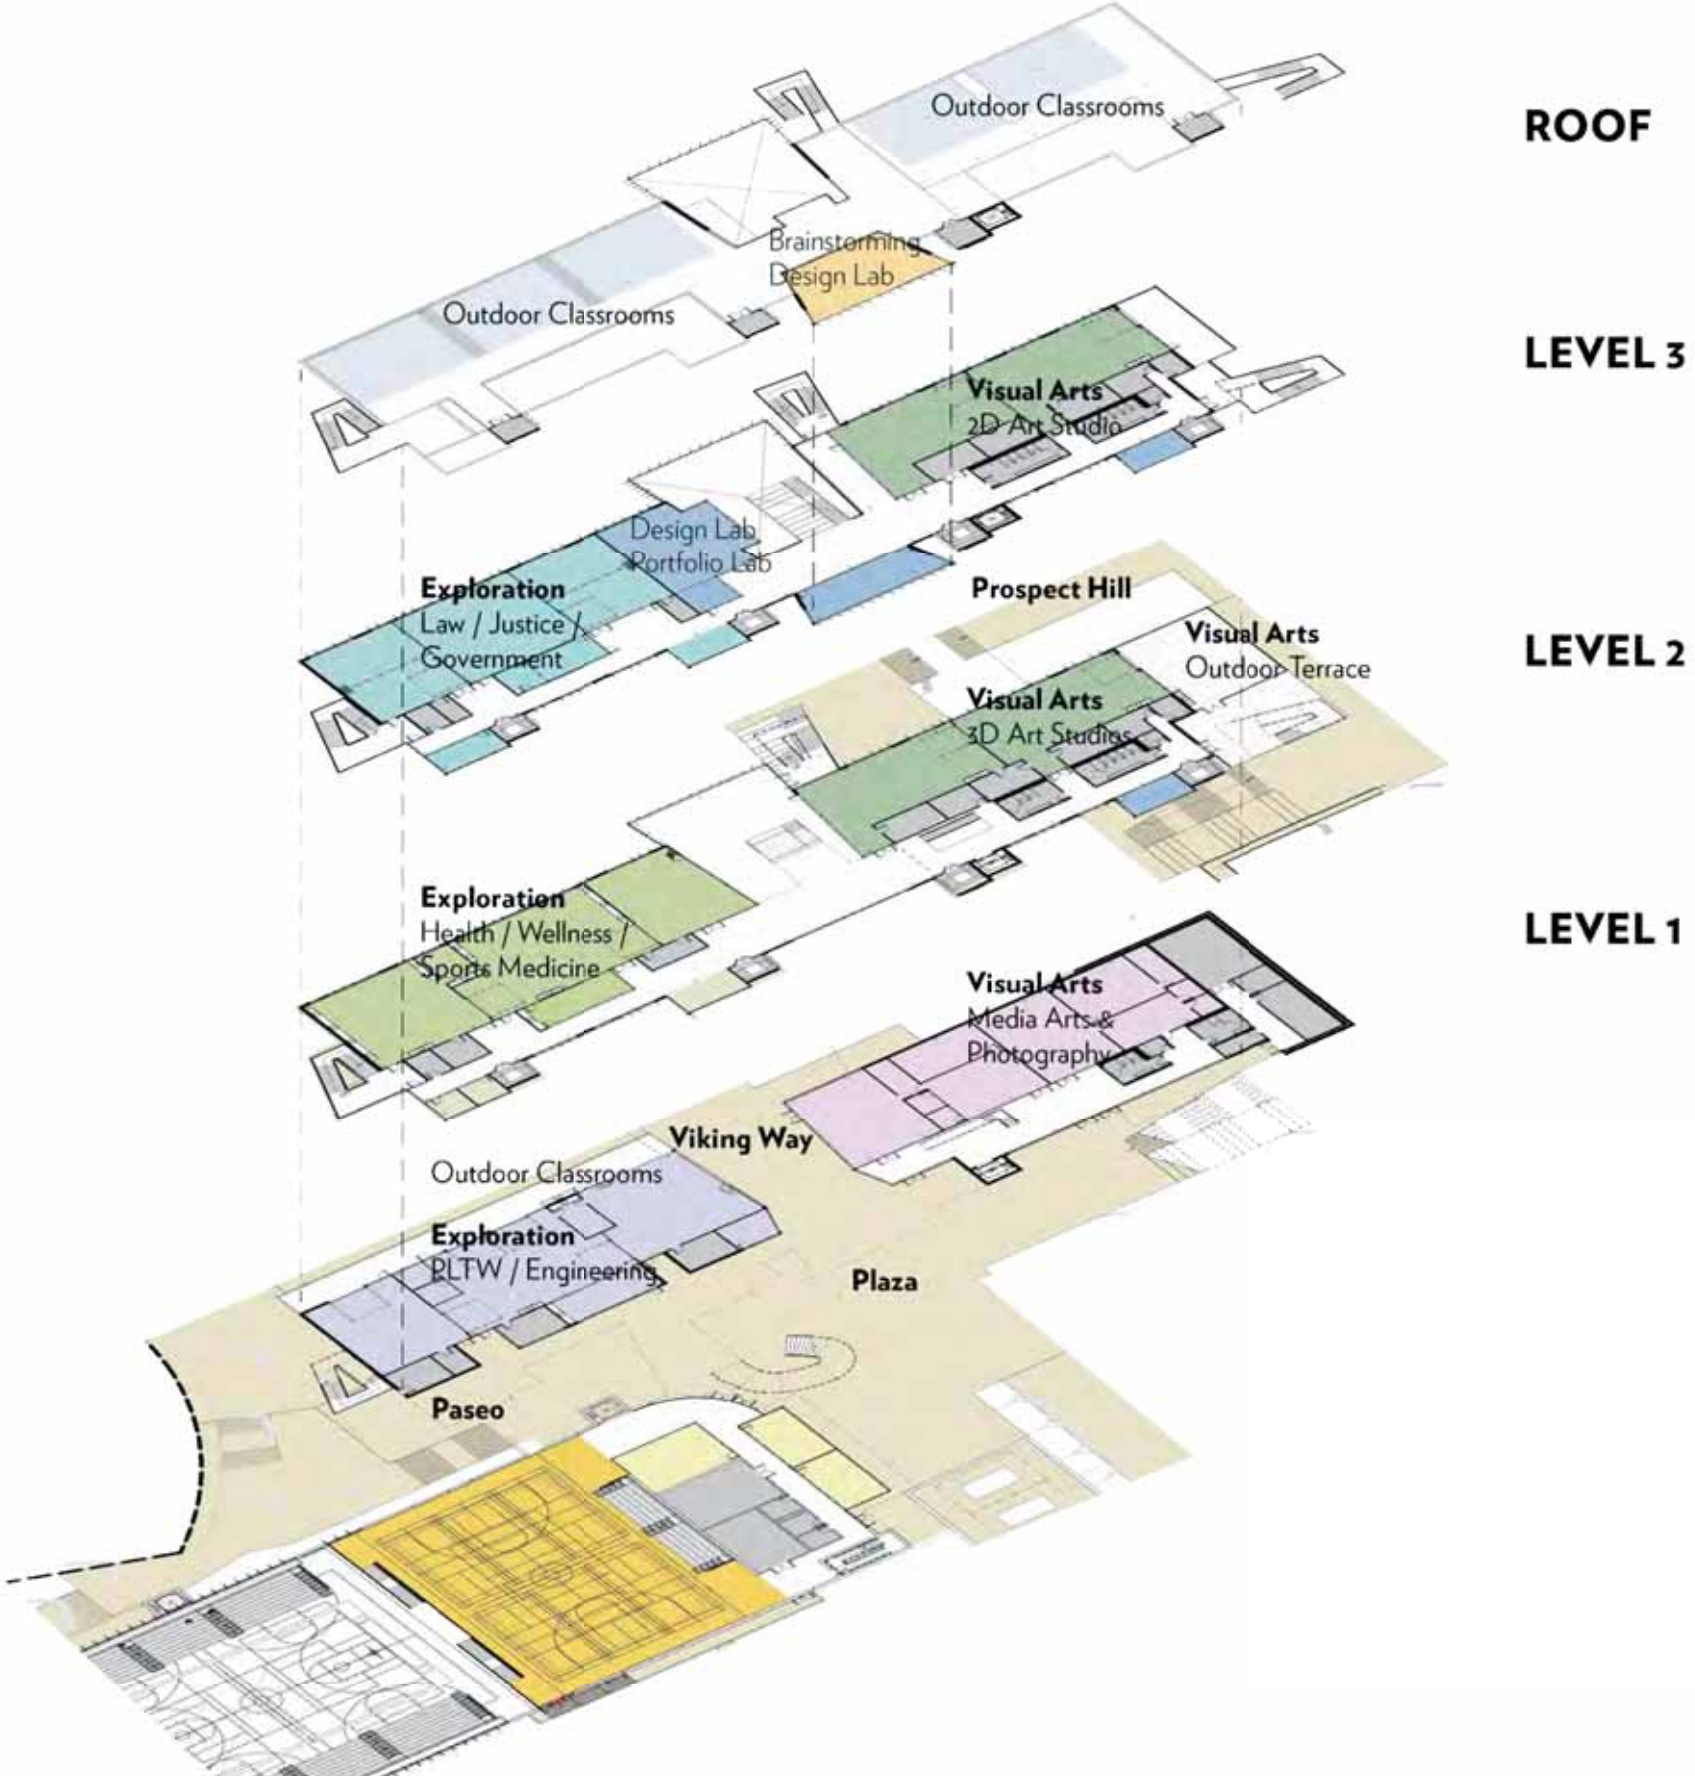 Outdoor Classrooms
ROOF
Brainstorming
Design Lab
Outdoor Classrooms
LEVEL 3
Visual Arts
2D Art Studio
Design Lab
Portfolio Lab
Exploration
Law / Justice /
Government
Prospect Hill
Visual Arts
Outdoor Terrace
LEVEL 2
Visual Arts
3D Art Studios
Exploration
Health / Wellness /
Sports Medicine
LEVEL 1
Visual Arts
Media Arts &
Photography
Viking Way
Outdoor Classrooms
Exploration
PLTW / Engineering
Plaza
Paseo